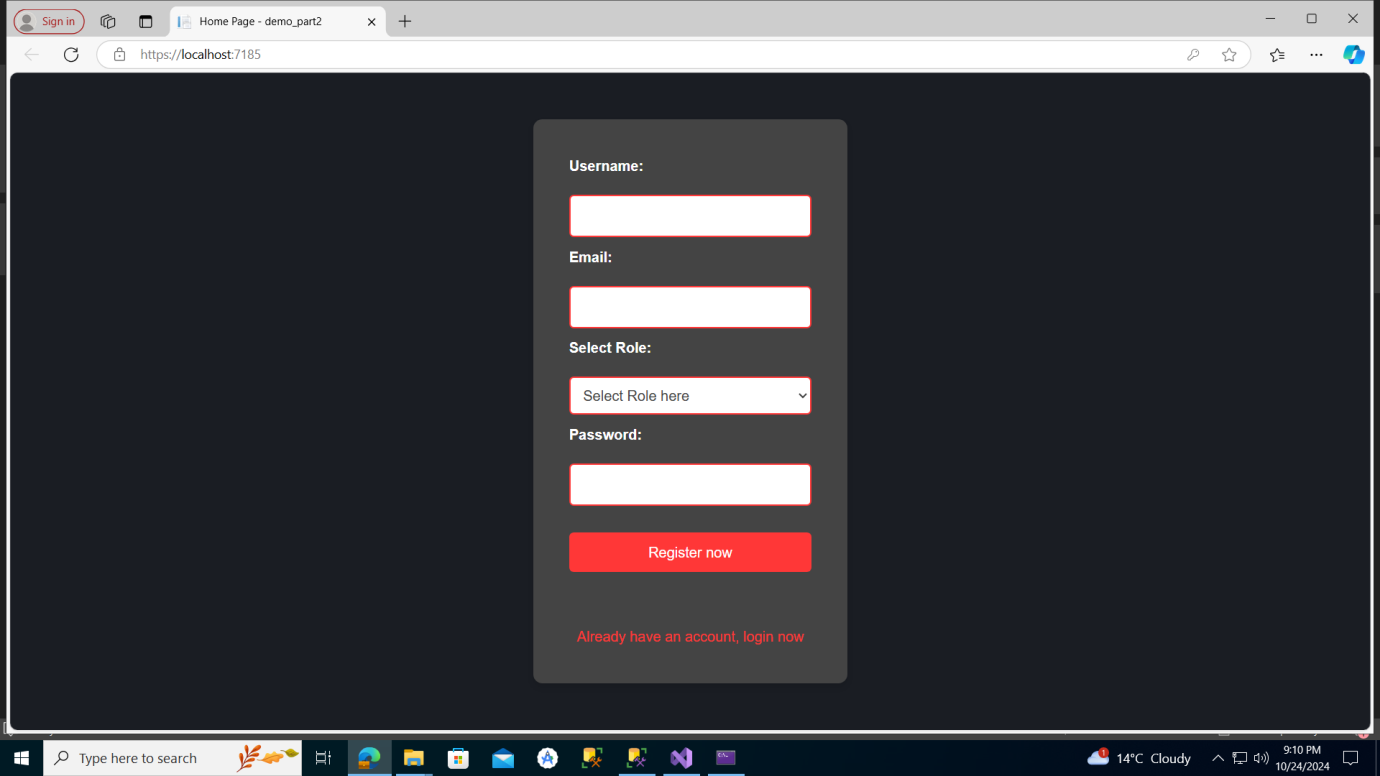 Sign in
Home Page - demo_part2
https://localhost:7185
Username:
Email:
Select Role:
Select Role here
Password:
Register now
Already have an account, login now
Type here to search
1
14°C Cloudy
9:10 PM
10/24/2024